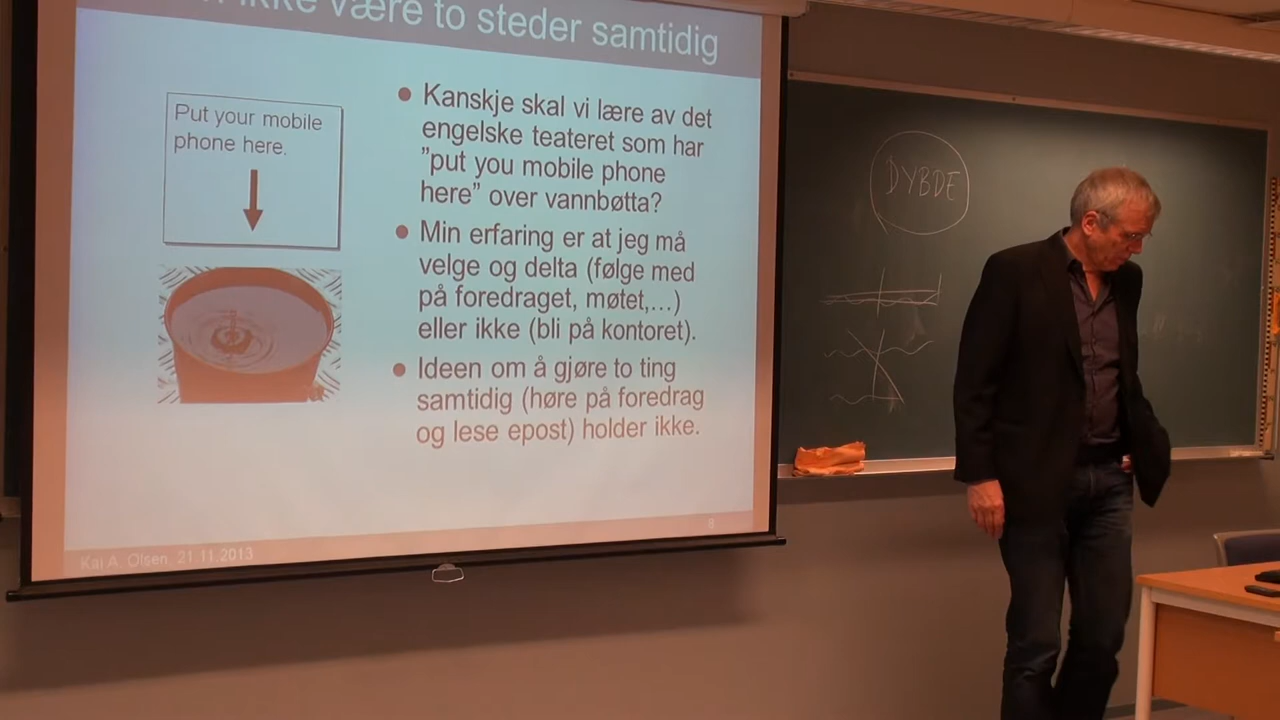 ikke være to steder samtidig
Put your mobile
phone here.
Kanskje skal vi lære av det
engelske teateret som har
”put you mobile phone
here” over vannbøtta?
Min erfaring er at jeg må
velge og delta (følge med
på foredraget, møtet,…)
eller ikke (bli på kontoret).
Ideen om å gjøre to ting
samtidig (høre på foredrag
og lese epost) holder ikke.
8
Kai A. Olsen, 21.11.2013
DYBDE